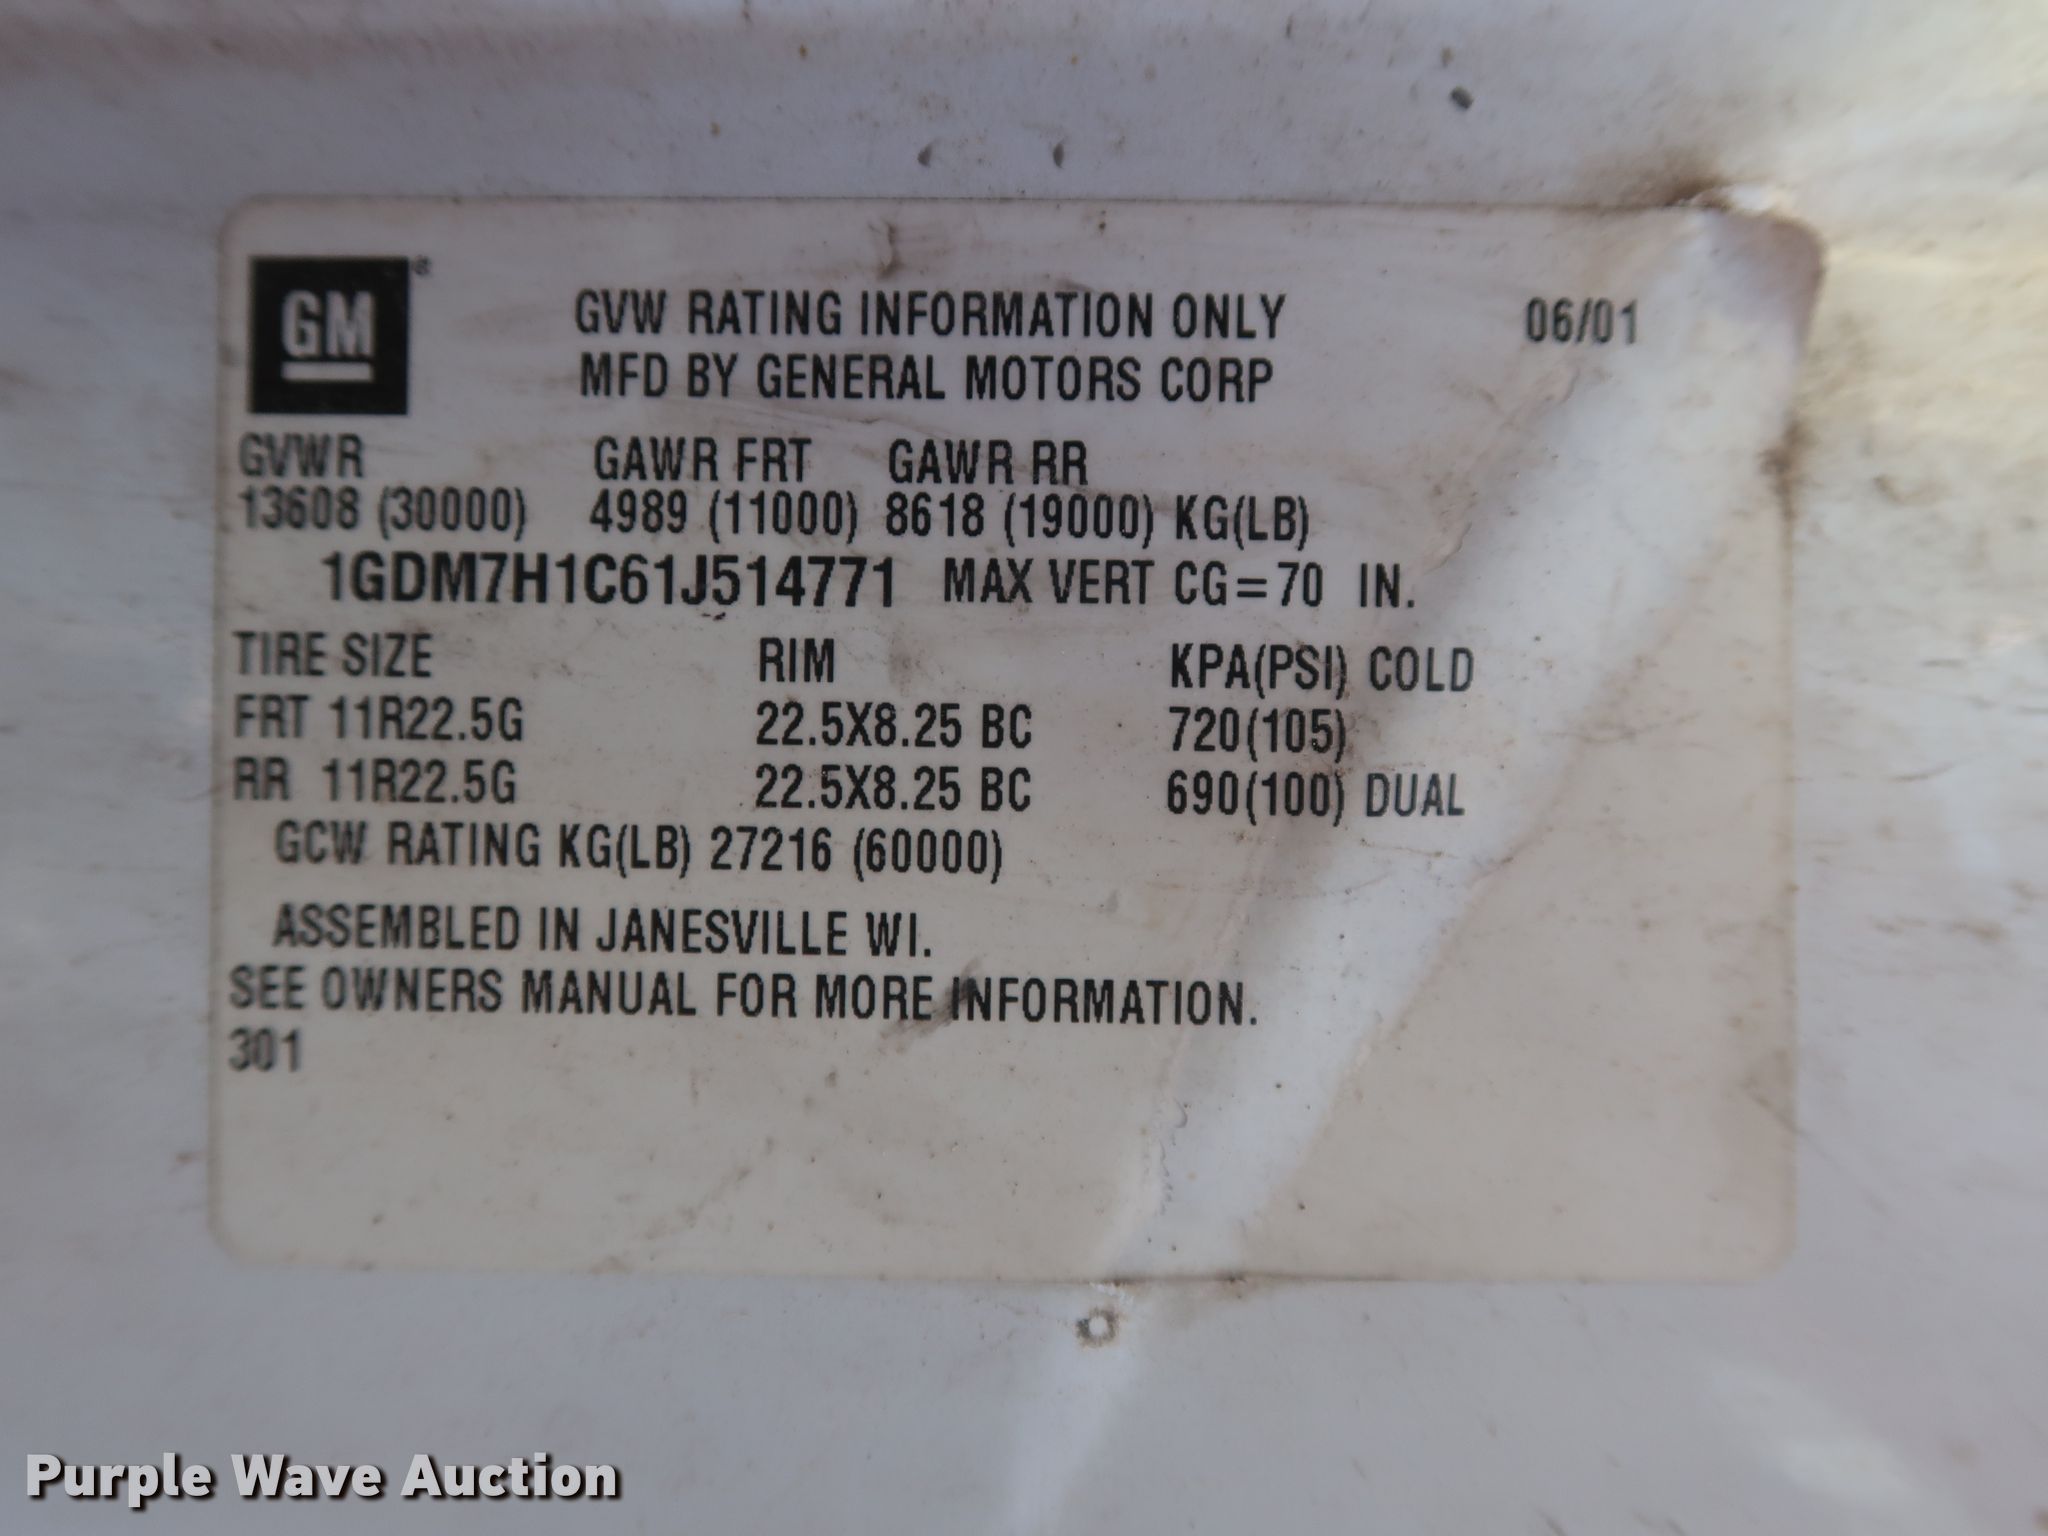 GM®
GVW RATING INFORMATION ONLY 06/01
MFD BY GENERAL MOTORS CORP
GVWR GAWR FRT GAWR RR
13608 (30000) 4989 (11000) 8618 (19000) KG(LB)
1GDM7H1C61J514771 MAX VERT CG=70 IN.
TIRE SIZE RIM KPA(PSI) COLD
FRT 11R22.5G 22.5X8.25 BC 720(105)
RR 11R22.5G 22.5X8.25 BC 690(100) DUAL
GCW RATING KG(LB) 27216 (60000)
ASSEMBLED IN JANESVILLE WI.
SEE OWNERS MANUAL FOR MORE INFORMATION.
301
Purple Wave Auction